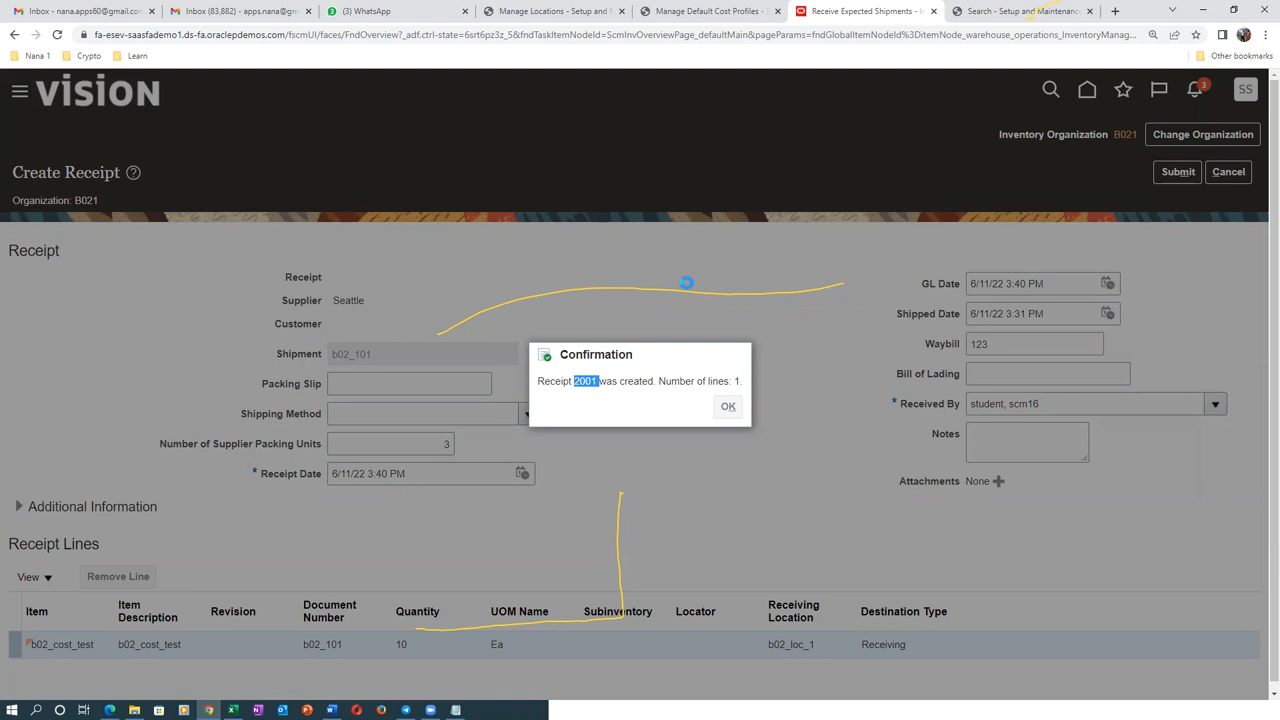 Inbox - nana.apps60@gmail.com
Inbox (83,882) - apps.nana@gm
(3) WhatsApp
Manage Locations - Setup and
Manage Default Cost Profiles - S
Receive Expected Shipments - In
Search - Setup and Maintenance
fa-esev-saasfademo1.ds-fa.oraclepdemos.com/fscmUI/faces/FndOverview?_adf.ctrl-state=6srt6pz3z_5&fndTaskItemNodeId=ScmInvOverviewPage_defaultMain&pageParams=fndGlobalItemNodeId%3DitemNode_warehouse_operations_InventoryManag...
Nana 1
Crypto
Learn
Other bookmarks
VISION
3
SS
Inventory Organization B021
Change Organization
Create Receipt
Submit
Cancel
Organization: B021
Receipt
Receipt
Supplier Seattle
Customer
Shipment b02_101
Packing Slip
Shipping Method
Number of Supplier Packing Units 3
* Receipt Date 6/11/22 3:40 PM
GL Date 6/11/22 3:40 PM
Shipped Date 6/11/22 3:31 PM
Waybill 123
Bill of Lading
* Received By student, scm16
Notes
Attachments None
Confirmation
Receipt 2001 was created. Number of lines: 1.
OK
Additional Information
Receipt Lines
View
Remove Line
Item
Item Description
Revision
Document Number
Quantity
UOM Name
Subinventory
Locator
Receiving Location
Destination Type
b02_cost_test
b02_cost_test
b02_101
10
Ea
b02_loc_1
Receiving